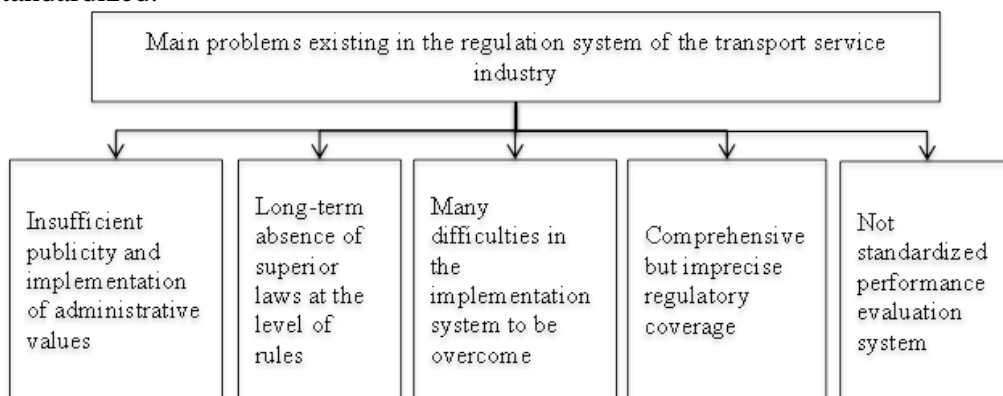 tandardized.
Main problems existing in the regulation system of the transport service
industry
Insufficient
publicity and
implementation
of administrative
values
Long-term
absence of
superior
laws at the
level of
rules
Many
difficulties in
the
implementation
system to be
overcome
Comprehensive
but imprecise
regulatory
coverage
Not
standardized
performance
evaluation
system